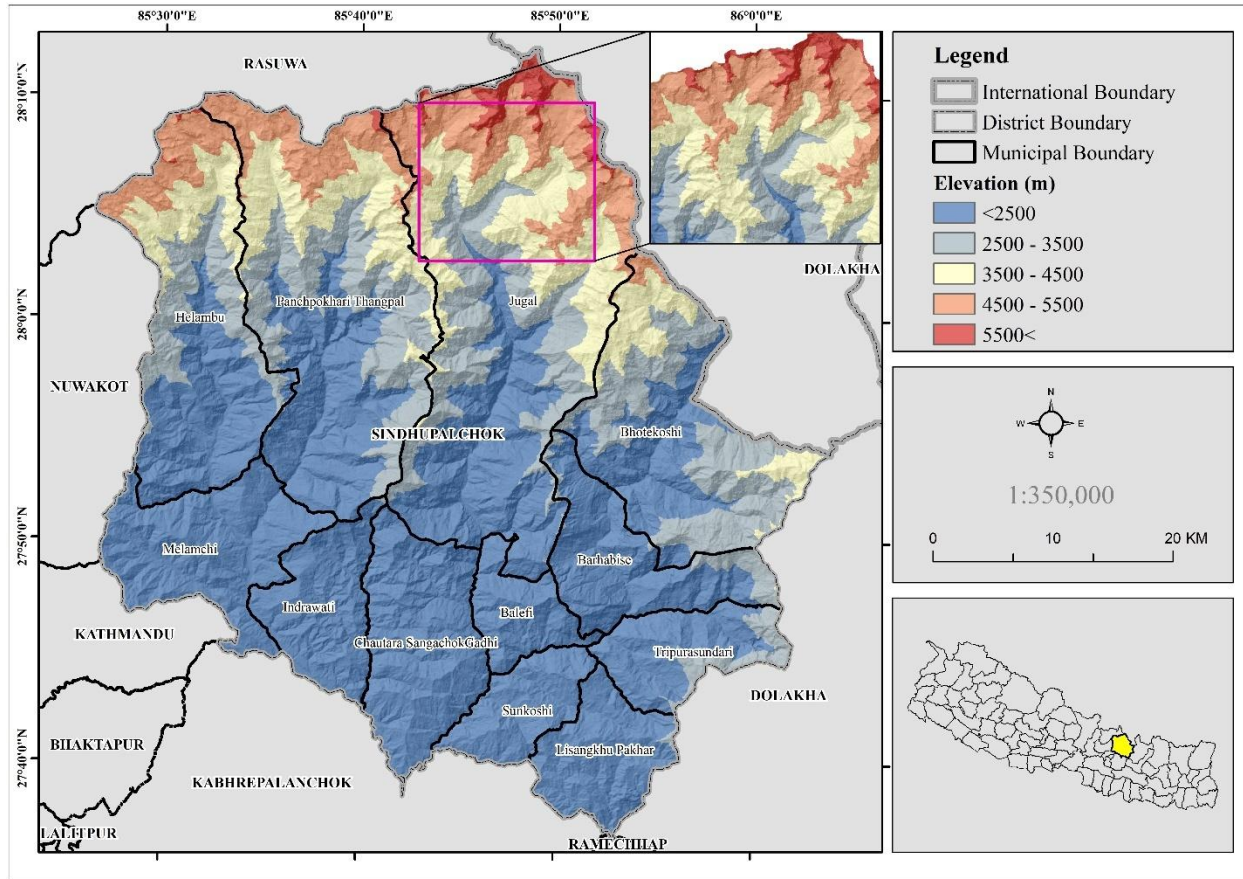 85°30'0"E
85°40'0"E
85°50'0"E
86°0'0"E
28°10'0"N
28°0'0"N
27°50'0"N
27°40'0"N
RASUWA
DOLAKHA
Helambu
Panchpokhari Thangpal
Jugal
NUWAKOT
SINDHUPALCHOK
Bhotekoshi
Melamchi
Barhabise
Indrawati
Balefi
KATHMANDU
Chautara SangachokGadhi
Tripurasundari
DOLAKHA
Sunkoshi
BHAKTAPUR
Lisangkhu Pakhar
KABHREPALANCHOK
LALITPUR
RAMECHHAP
Legend
International Boundary
District Boundary
Municipal Boundary
Elevation (m)
<2500
2500 - 3500
3500 - 4500
4500 - 5500
5500<
N
W E
S
1:350,000
0 10 20 KM